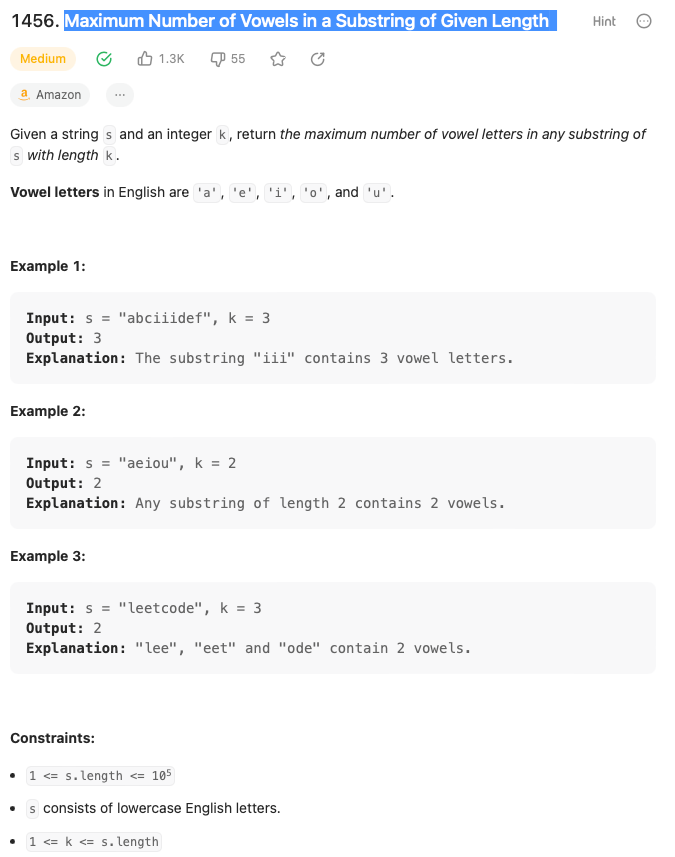 1456. Maximum Number of Vowels in a Substring of Given Length Hint
Medium 1.3K 55
a Amazon ...
Given a string s and an integer k, return the maximum number of vowel letters in any substring of
s with length k.
Vowel letters in English are 'a', 'e', 'i', 'o', and 'u'.
Example 1:
Input: s = "abciiidef", k = 3
Output: 3
Explanation: The substring "iii" contains 3 vowel letters.
Example 2:
Input: s = "aeiou", k = 2
Output: 2
Explanation: Any substring of length 2 contains 2 vowels.
Example 3:
Input: s = "leetcode", k = 3
Output: 2
Explanation: "lee", "eet" and "ode" contain 2 vowels.
Constraints:
• 1 <= s.length <= 10⁵
• s consists of lowercase English letters.
• 1 <= k <= s.length